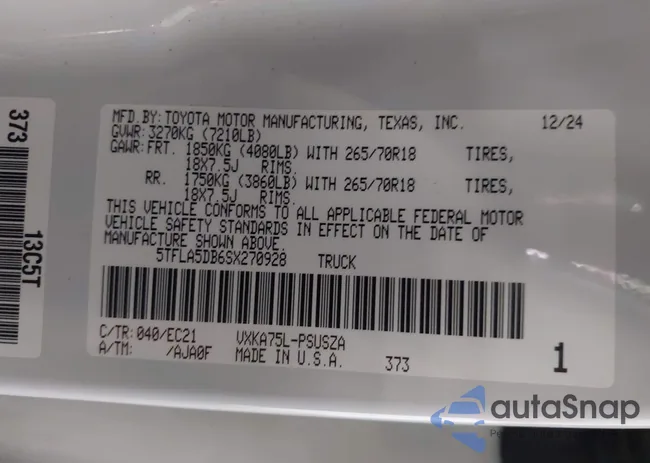 MFD.BY:TOYOTA MOTOR MANUFACTURING, TEXAS, INC. 12/24
GVWR:3270KG (7210LB)
GAWR:FRT. 1850KG (4080LB) WITH 265/70R18 TIRES,
18X7.5J RIMS.
RR. 1750KG (3860LB) WITH 265/70R18 TIRES,
18X7.5J RIMS.
THIS VEHICLE CONFORMS TO ALL APPLICABLE FEDERAL MOTOR
VEHICLE SAFETY STANDARDS IN EFFECT ON THE DATE OF
MANUFACTURE SHOWN ABOVE.
5TFLA5DB6SX270928 TRUCK
C/TR:040/EC21 VXKA75L-PSUSZA
A/TM: /AJA0F MADE IN U.S.A. 373 1
373 13C5T
autoSnap